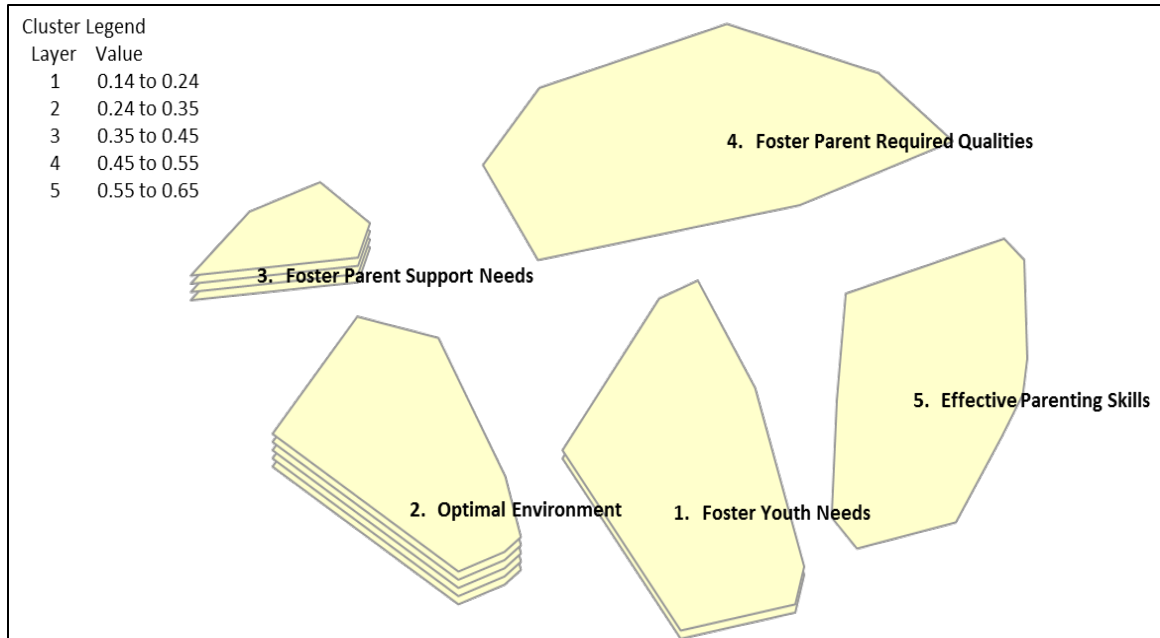 Cluster Legend
Layer Value
1 0.14 to 0.24
2 0.24 to 0.35
3 0.35 to 0.45
4 0.45 to 0.55
5 0.55 to 0.65
4. Foster Parent Required Qualities
3. Foster Parent Support Needs
5. Effective Parenting Skills
2. Optimal Environment
1. Foster Youth Needs